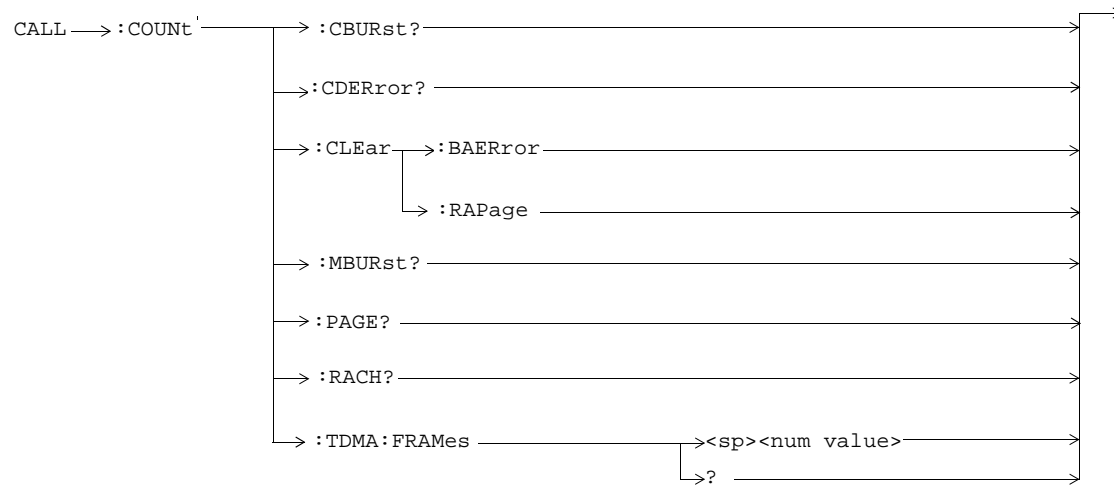 CALL :COUNt :CBURst?
:CDERror?
:CLEar :BAERror
:RAPage
:MBURst?
:PAGE?
:RACH?
:TDMA:FRAMes <sp><num value>
?